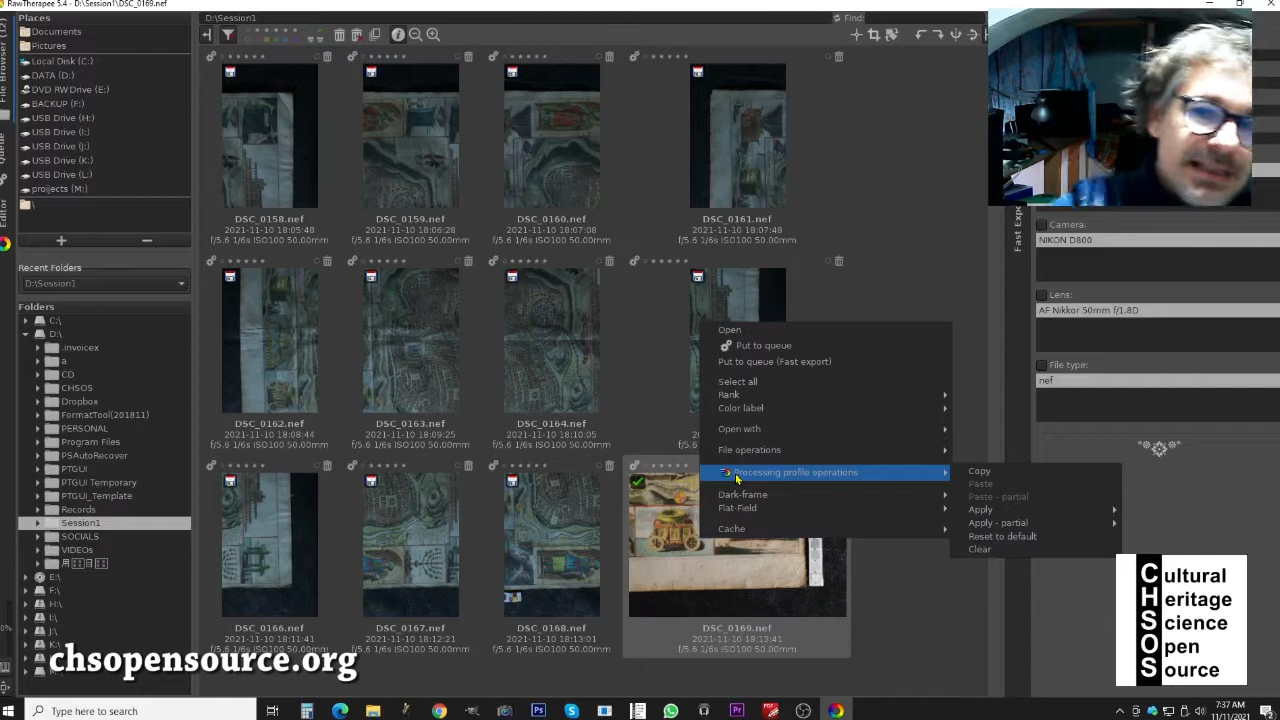 RawTherapee 5.4 - D:\Session1\DSC_0169.nef
Places
Documents
Pictures
Local Disk (C:)
DATA (D:)
DVD RW Drive (E:)
BACKUP (F:)
USB Drive (H:)
USB Drive (I:)
USB Drive (J:)
USB Drive (K:)
USB Drive (L:)
proijects (M:)
\
Recent Folders
D:\Session1
Folders
C:\
D:\
.invoicex
a
CD
CHSOS
Dropbox
FormatTool(201811)
PERSONAL
Program Files
PSAutoRecover
PTGUI
PTGUI Temporary
PTGUI_Template
Records
Session1
SOCIALS
VIDEOs
E:\
F:\
H:\
I:\
J:\
File Browser (12)
Queue
Editor
D:\Session1
Find:
DSC_0158.nef
2021-11-10 18:05:48
f/5.6 1/6s ISO100 50.00mm
DSC_0159.nef
2021-11-10 18:06:28
f/5.6 1/6s ISO100 50.00mm
DSC_0160.nef
2021-11-10 18:07:08
f/5.6 1/6s ISO100 50.00mm
DSC_0161.nef
2021-11-10 18:07:48
f/5.6 1/6s ISO100 50.00mm
DSC_0162.nef
2021-11-10 18:08:44
f/5.6 1/6s ISO100 50.00mm
DSC_0163.nef
2021-11-10 18:09:25
f/5.6 1/6s ISO100 50.00mm
DSC_0164.nef
2021-11-10 18:10:05
f/5.6 1/6s ISO100 50.00mm
DSC_0166.nef
2021-11-10 18:11:41
f/5.6 1/6s ISO100 50.00mm
DSC_0167.nef
2021-11-10 18:12:21
f/5.6 1/6s ISO100 50.00mm
DSC_0168.nef
2021-11-10 18:13:01
f/5.6 1/6s ISO100 50.00mm
DSC_0169.nef
2021-11-10 18:13:41
f/5.6 1/6s ISO100 50.00mm
Open
Put to queue
Put to queue (Fast export)
Select all
Rank
Color label
Open with
File operations
Processing profile operations
Dark-frame
Flat-Field
Cache
Copy
Paste
Paste - partial
Apply
Apply - partial
Reset to default
Clear
Fast Expo
Camera:
NIKON D800
Lens:
AF Nikkor 50mm f/1.8D
File type:
nef
Cultural
Heritage
Science
Open
Source
chsopensource.org
Type here to search
7:37 AM
11/11/2021